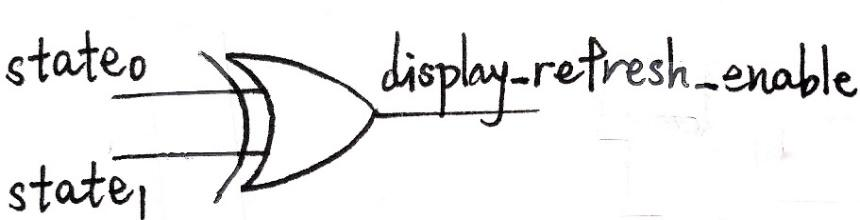 state₀
display_refresh_enable
state₁